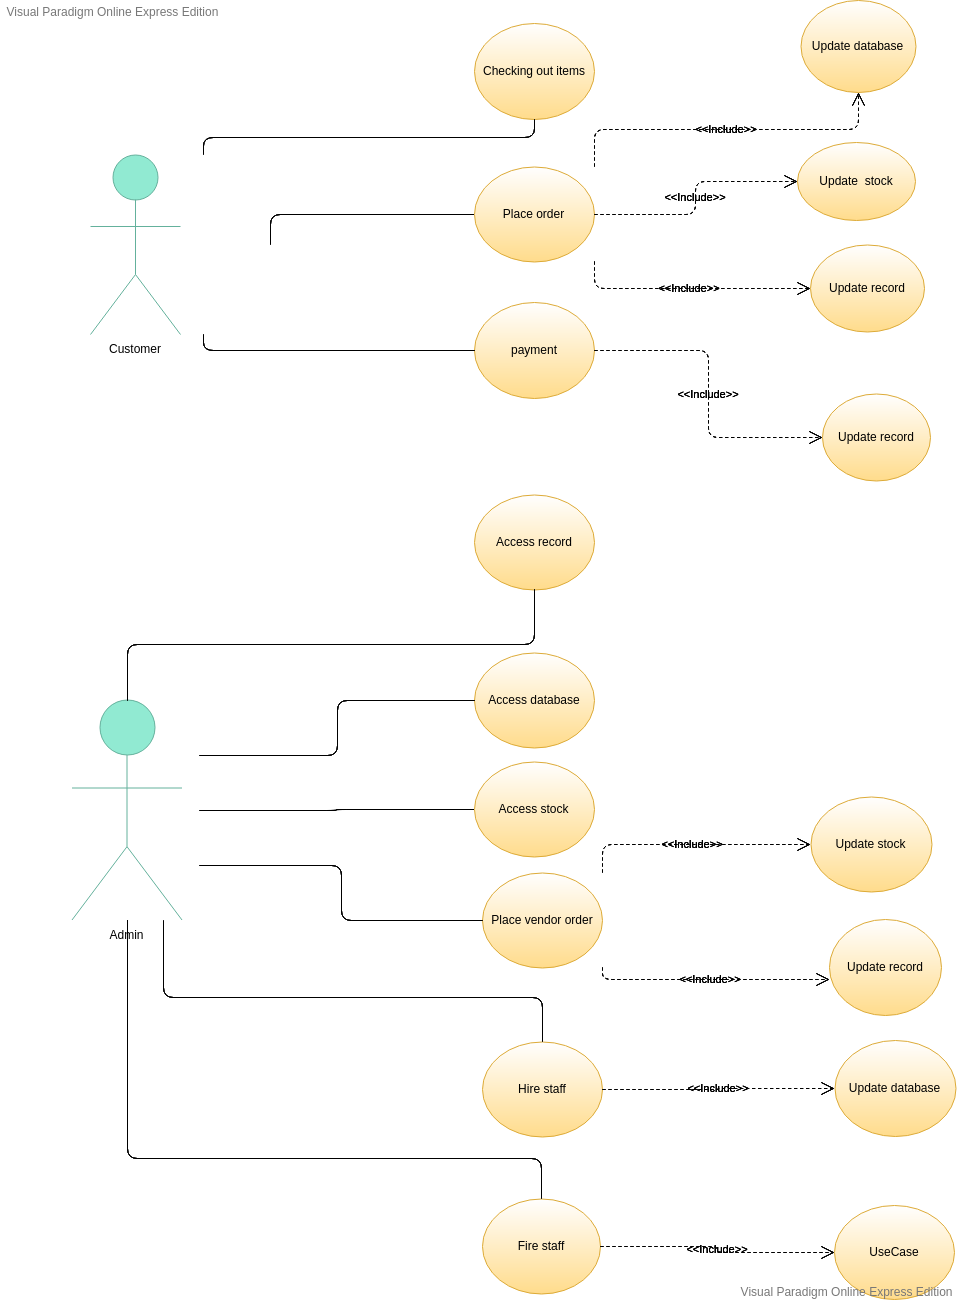 Visual Paradigm Online Express Edition
Update database
Checking out items
<<Include>>
Update  stock
<<Include>>
Place order
<<Include>>
Update record
Customer
payment
<<Include>>
Update record
Access record
Access database
Access stock
<<Include>>
Update stock
Place vendor order
Admin
Update record
<<Include>>
Hire staff
<<Include>>
Update database
Fire staff
<<Include>>
UseCase
Visual Paradigm Online Express Edition